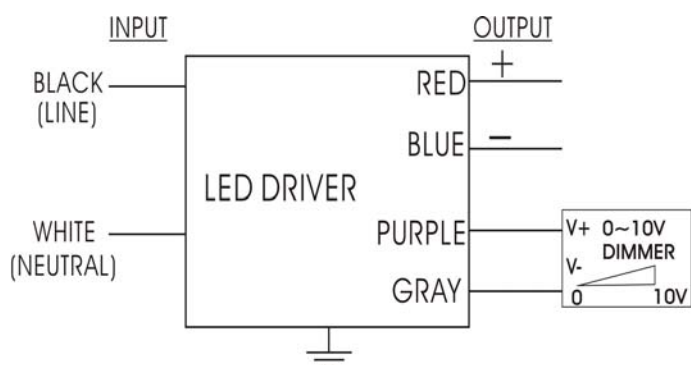 INPUT
OUTPUT
BLACK
(LINE)
WHITE
(NEUTRAL)
LED DRIVER
RED
+
BLUE
−
PURPLE
GRAY
V+ 0~10V
DIMMER
V-
0 10V